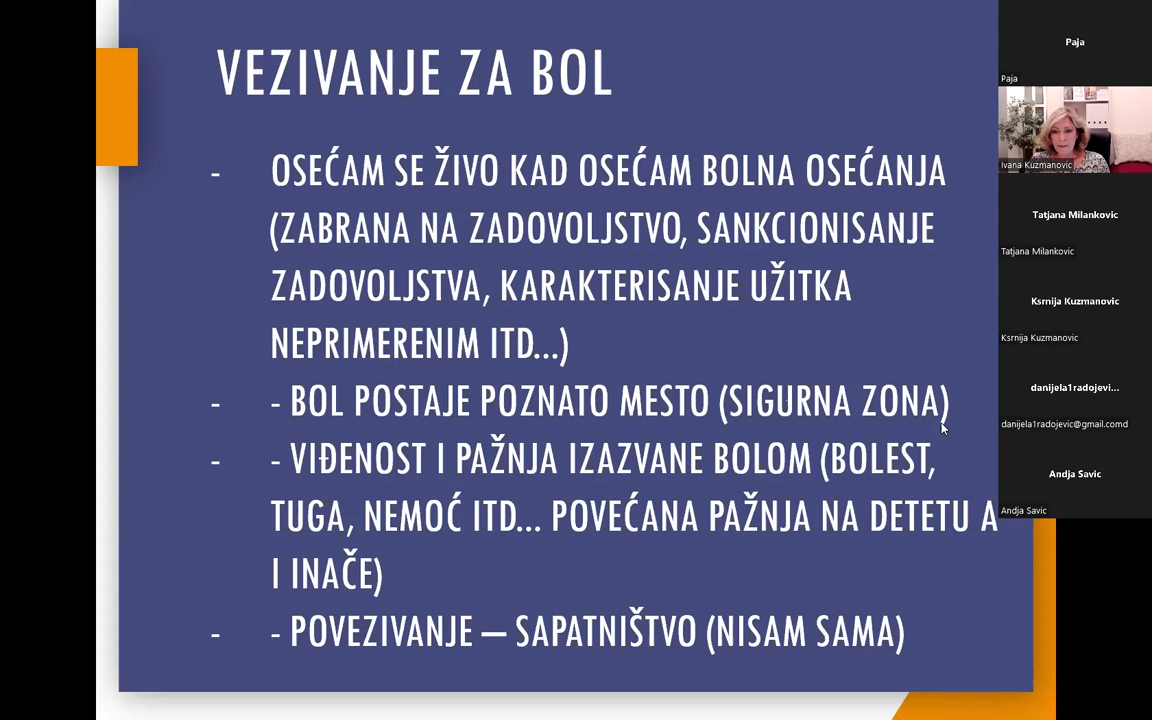 VEZIVANJE ZA BOL
- OSEĆAM SE ŽIVO KAD OSEĆAM BOLNA OSEĆANJA
(ZABRANA NA ZADOVOLJSTVO, SANKCIONISANJE
ZADOVOLJSTVA, KARAKTERISANJE UŽITKA
NEPRIMERENIM ITD...)
- - BOL POSTAJE POZNATO MESTO (SIGURNA ZONA)
- - VIĐENOST I PAŽNJA IZAZVANE BOLOM (BOLEST,
TUGA, NEMOĆ ITD... POVEĆANA PAŽNJA NA DETETU A
I INAČE)
- - POVEZIVANJE – SAPATNIŠTVO (NISAM SAMA)
Paja
Paja
Ivana Kuzmanovic
Tatjana Milankovic
Tatjana Milankovic
Ksrnija Kuzmanovic
Ksrnija Kuzmanovic
danijela1radojevi...
danijela1radojevic@gmail.comd
Andja Savic
Andja Savic